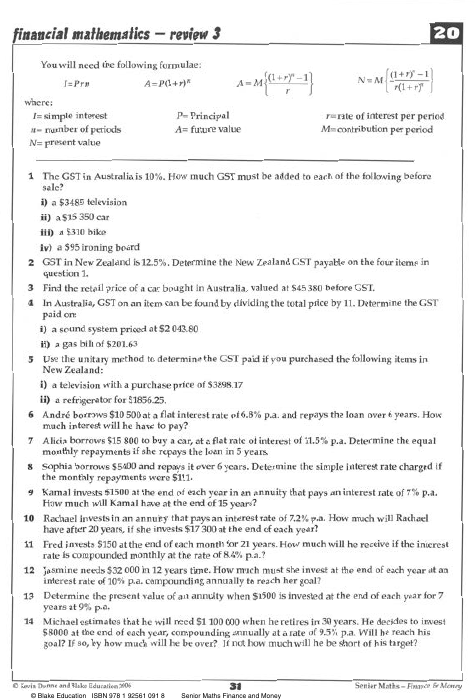 financial mathematics – review 3
20
You will need the following formulae:
I=Prn A=P(1+r)ⁿ A=M{(1+r)ⁿ−1 / r} N=M{(1+r)ⁿ−1 / r(1+r)ⁿ}
where:
I= simple interest P= Principal r=rate of interest per period
n= number of periods A= future value M=contribution per period
N= present value
1 The GST in Australia is 10%. How much GST must be added to each of the following before
sale?
i) a $3485 television
ii) a $15 350 car
iii) a $310 bike
iv) a $95 ironing board
2 GST in New Zealand is 12.5%. Determine the New Zealand GST payable on the four items in
question 1.
3 Find the retail price of a car bought in Australia, valued at $45 380 before GST.
4 In Australia, GST on an item can be found by dividing the total price by 11. Determine the GST
paid on:
i) a sound system priced at $2 043.80
ii) a gas bill of $201.63
5 Use the unitary method to determine the GST paid if you purchased the following items in
New Zealand:
i) a television with a purchase price of $3898.17
ii) a refrigerator for $1856.25.
6 André borrows $10 500 at a flat interest rate of 6.8% p.a. and repays the loan over 6 years. How
much interest will he have to pay?
7 Alicia borrows $15 800 to buy a car, at a flat rate of interest of 11.5% p.a. Determine the equal
monthly repayments if she repays the loan in 5 years.
8 Sophia borrows $5400 and repays it over 6 years. Determine the simple interest rate charged if
the monthly repayments were $111.
9 Kamal invests $1500 at the end of each year in an annuity that pays an interest rate of 7% p.a.
How much will Kamal have at the end of 15 years?
10 Rachael invests in an annuity that pays an interest rate of 7.2% p.a. How much will Rachael
have after 20 years, if she invests $17 300 at the end of each year?
11 Fred invests $150 at the end of each month for 21 years. How much will he receive if the interest
rate is compounded monthly at the rate of 8.4% p.a.?
12 Jasmine needs $32 000 in 12 years time. How much must she invest at the end of each year at an
interest rate of 10% p.a. compounding annually to reach her goal?
13 Determine the present value of an annuity when $1500 is invested at the end of each year for 7
years at 9% p.a.
14 Michael estimates that he will need $1 100 000 when he retires in 30 years. He decides to invest
$8000 at the end of each year, compounding annually at a rate of 9.5% p.a. Will he reach his
goal? If so, by how much will he be over? If not how much will he be short of his target?
© Kevin Dunne and Blake Education 2006 31 Senior Maths – Finance & Money
© Blake Education ISBN 978 1 92561 091 8 Senior Maths Finance and Money